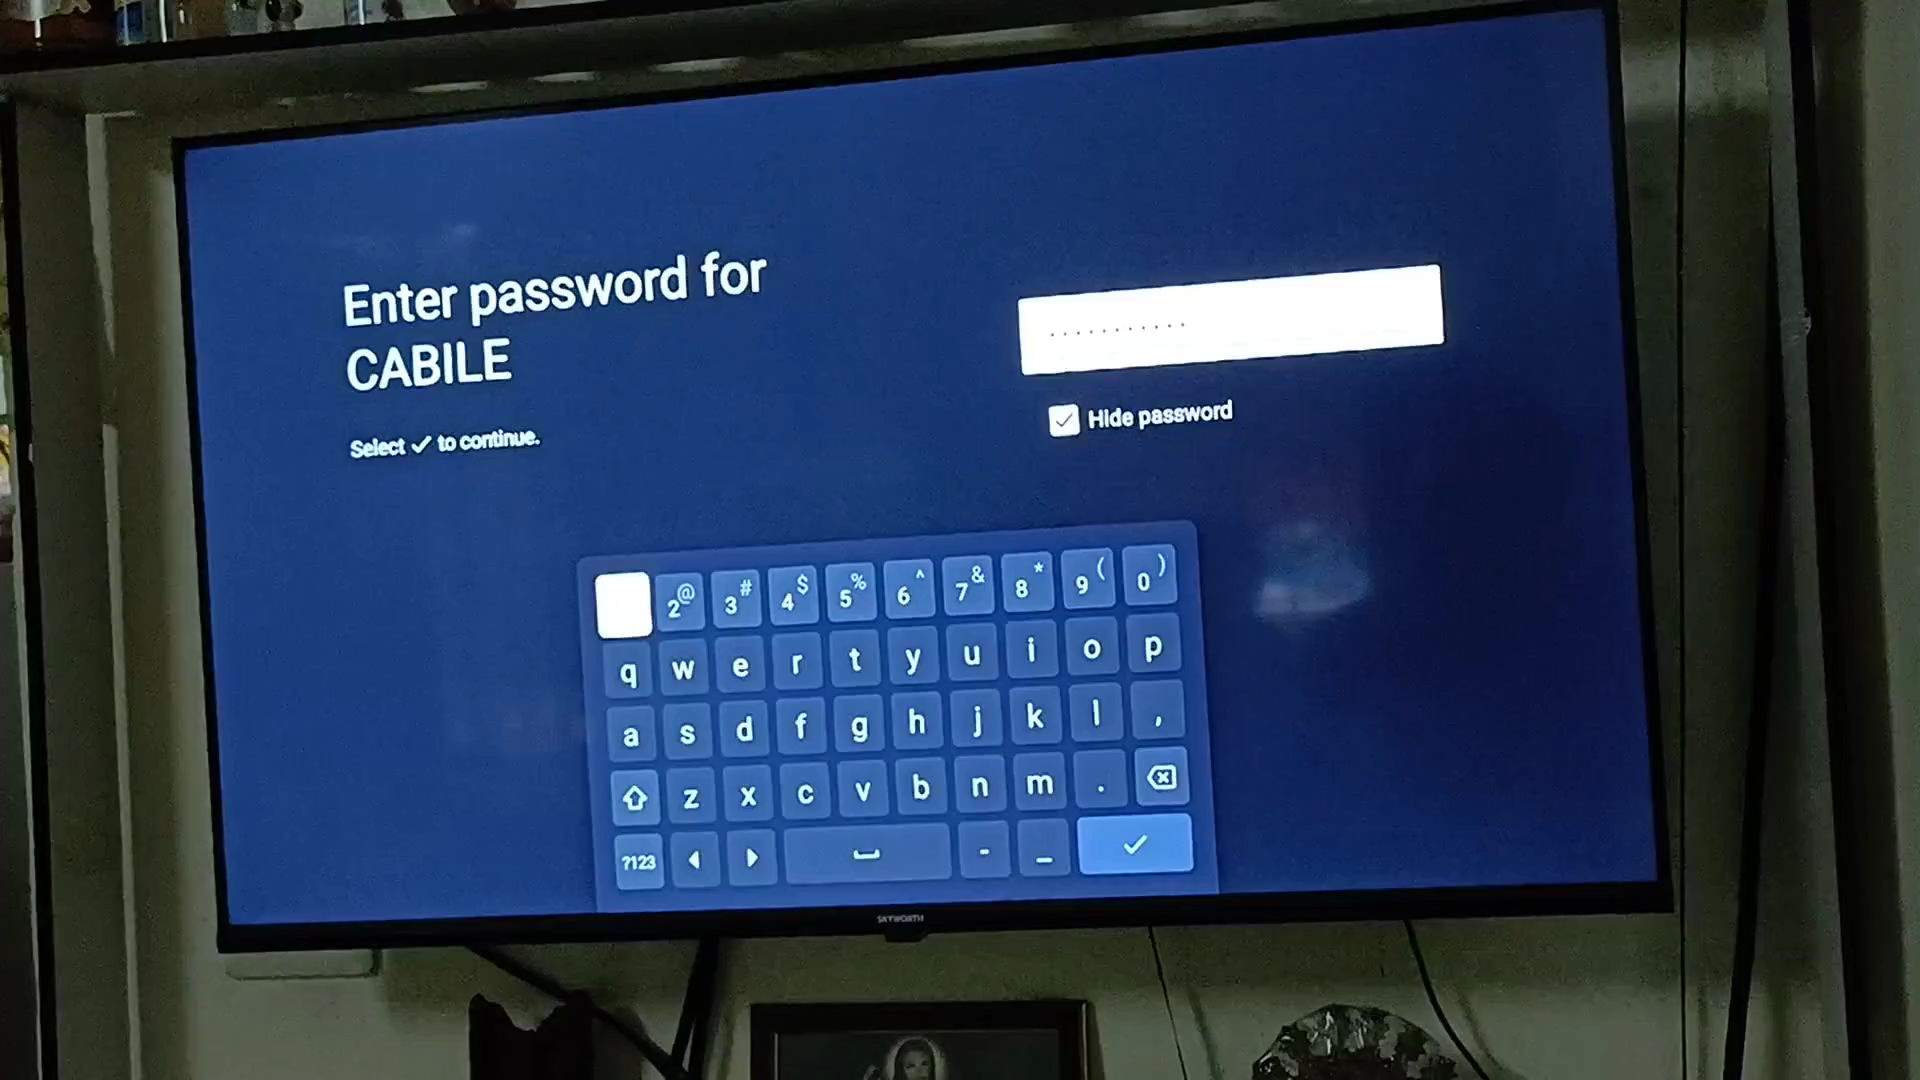 Enter password for
CABILE
Select ✓ to continue.
...........
Hide password
2@ 3# 4$ 5% 6^ 7& 8* 9( 0)
q w e r t y u i o p
a s d f g h j k l ,
z x c v b n m .
?123 - _
SKYWORTH